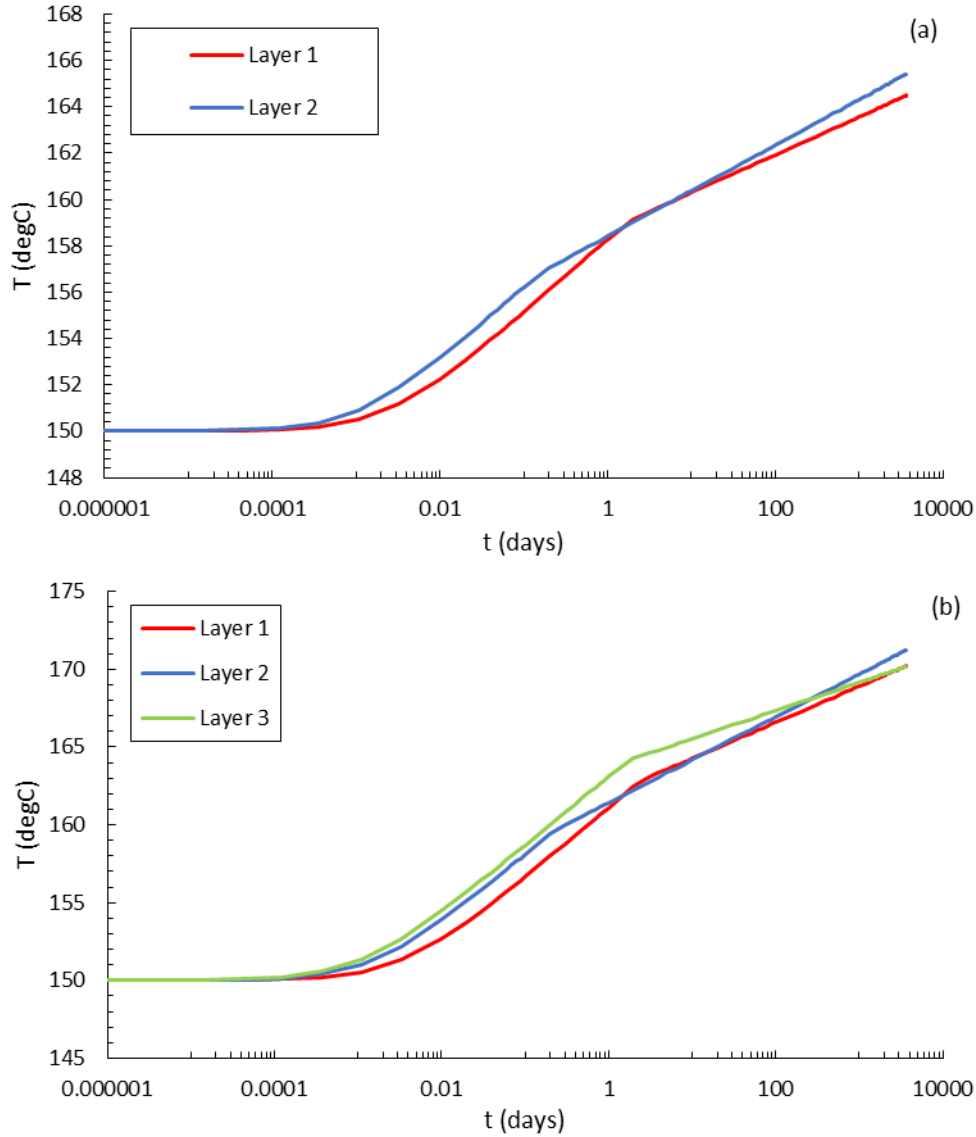 (a)
Layer 1
Layer 2
T (degC)
168
166
164
162
160
158
156
154
152
150
148
0.000001 0.0001 0.01 1 100 10000
t (days)
(b)
Layer 1
Layer 2
Layer 3
T (degC)
175
170
165
160
155
150
145
0.000001 0.0001 0.01 1 100 10000
t (days)